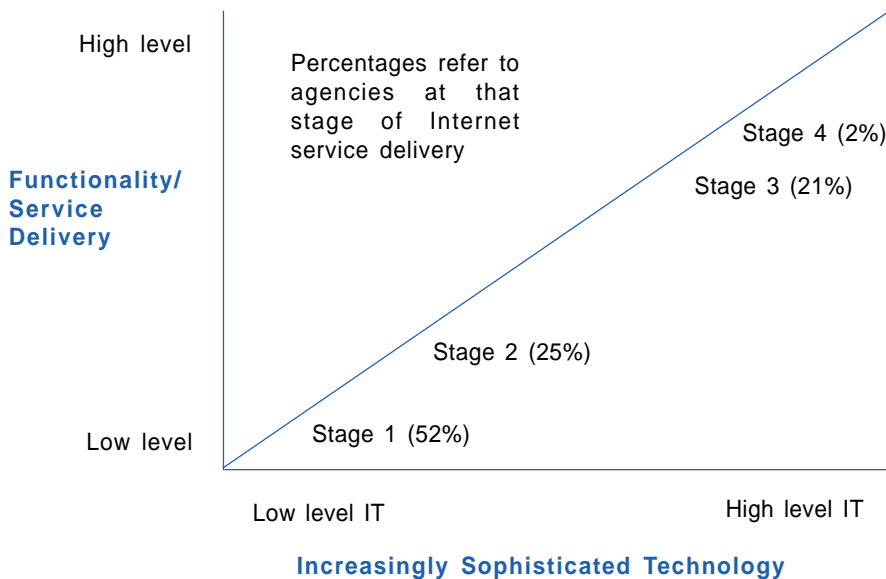 High level
Percentages refer to
agencies at that
stage of Internet
service delivery
Stage 4 (2%)
Functionality/
Service
Delivery
Stage 3 (21%)
Stage 2 (25%)
Stage 1 (52%)
Low level
Low level IT
High level IT
Increasingly Sophisticated Technology